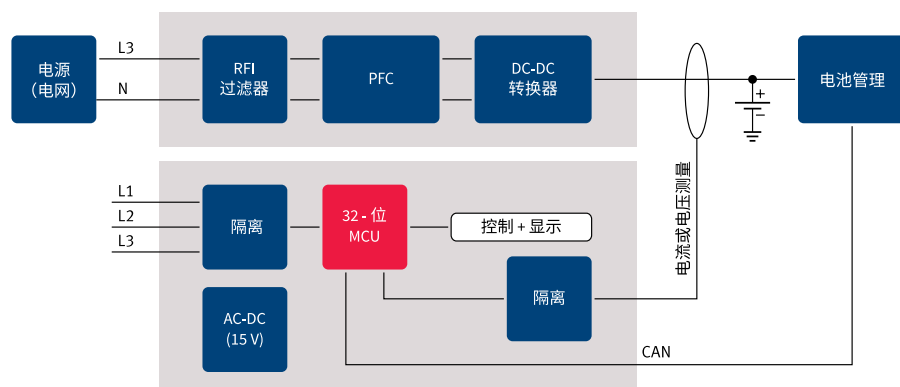 电源
（电网）
L3
N
RFI
过滤器
PFC
DC-DC
转换器
+
−
电池管理
L1
L2
L3
隔离
32 - 位
MCU
控制 + 显示
隔离
AC-DC
(15 V)
电流或电压测量
CAN